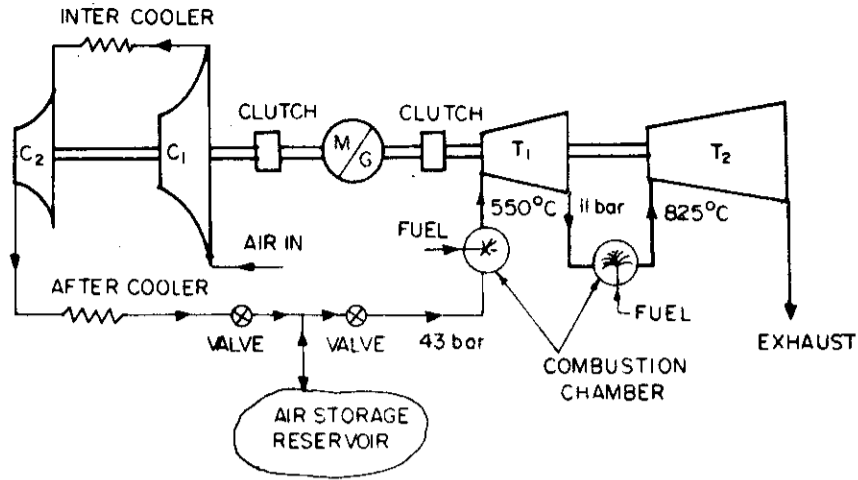 INTER COOLER
CLUTCH
CLUTCH
C2
C1
M/G
T1
T2
550°C
11 bar
825°C
FUEL
AIR IN
AFTER COOLER
FUEL
VALVE
VALVE
43 bar
EXHAUST
COMBUSTION
CHAMBER
AIR STORAGE
RESERVOIR